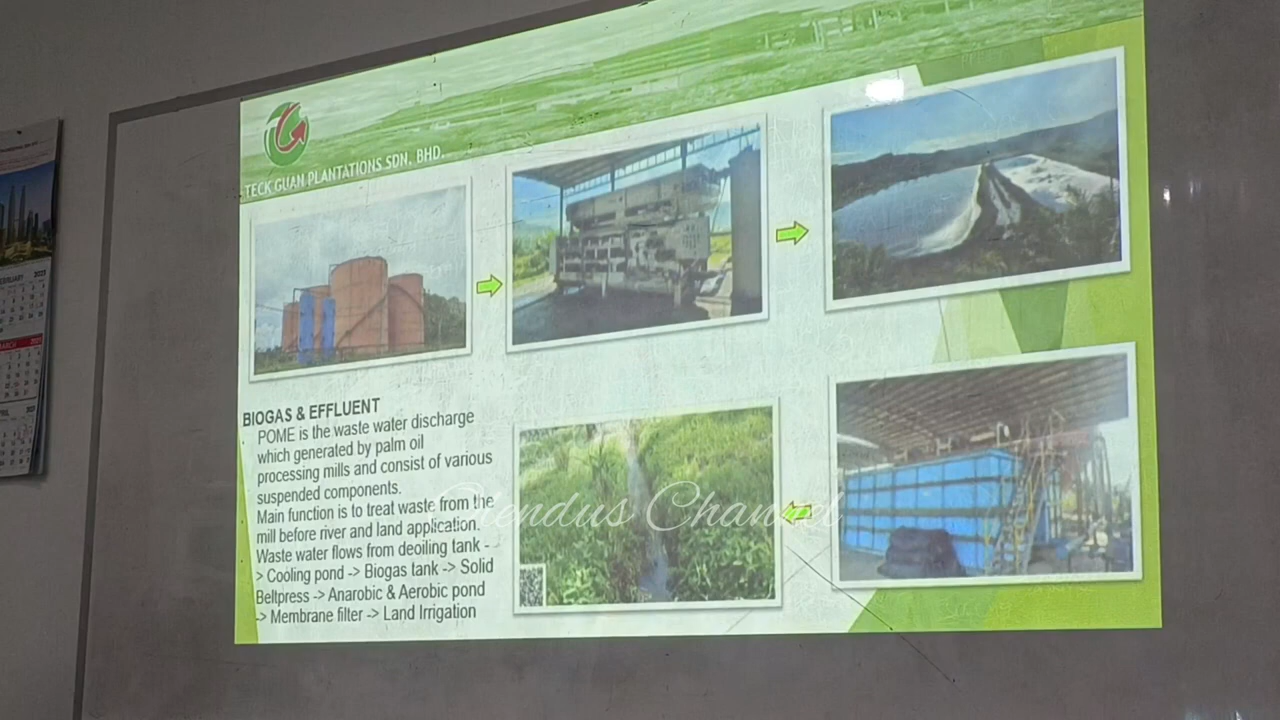 TECK GUAN PLANTATIONS SDN. BHD.
BIOGAS & EFFLUENT
POME is the waste water discharge
which generated by palm oil
processing mills and consist of various
suspended components.
Main function is to treat waste from the
mill before river and land application.
Waste water flows from deoiling tank -
> Cooling pond -> Biogas tank -> Solid
Beltpress -> Anarobic & Aerobic pond
-> Membrane filter -> Land Irrigation
Channel
FEBRUARY 2023
MARCH